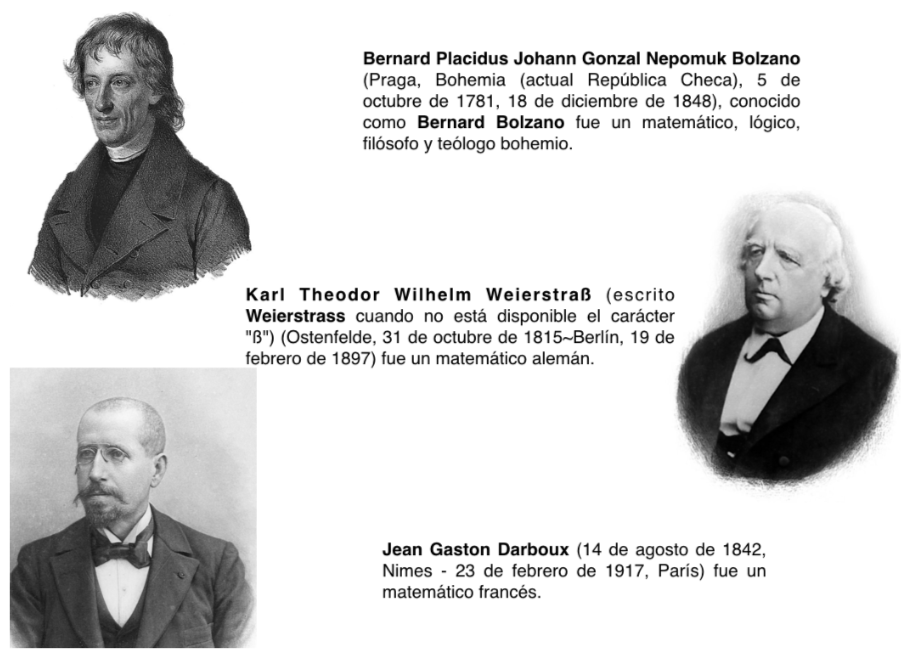 Bernard Placidus Johann Gonzal Nepomuk Bolzano
(Praga, Bohemia (actual República Checa), 5 de
octubre de 1781, 18 de diciembre de 1848), conocido
como Bernard Bolzano fue un matemático, lógico,
filósofo y teólogo bohemio.
Karl Theodor Wilhelm Weierstraß (escrito
Weierstrass cuando no está disponible el carácter
"ß") (Ostenfelde, 31 de octubre de 1815~Berlín, 19 de
febrero de 1897) fue un matemático alemán.
Jean Gaston Darboux (14 de agosto de 1842,
Nimes - 23 de febrero de 1917, París) fue un
matemático francés.